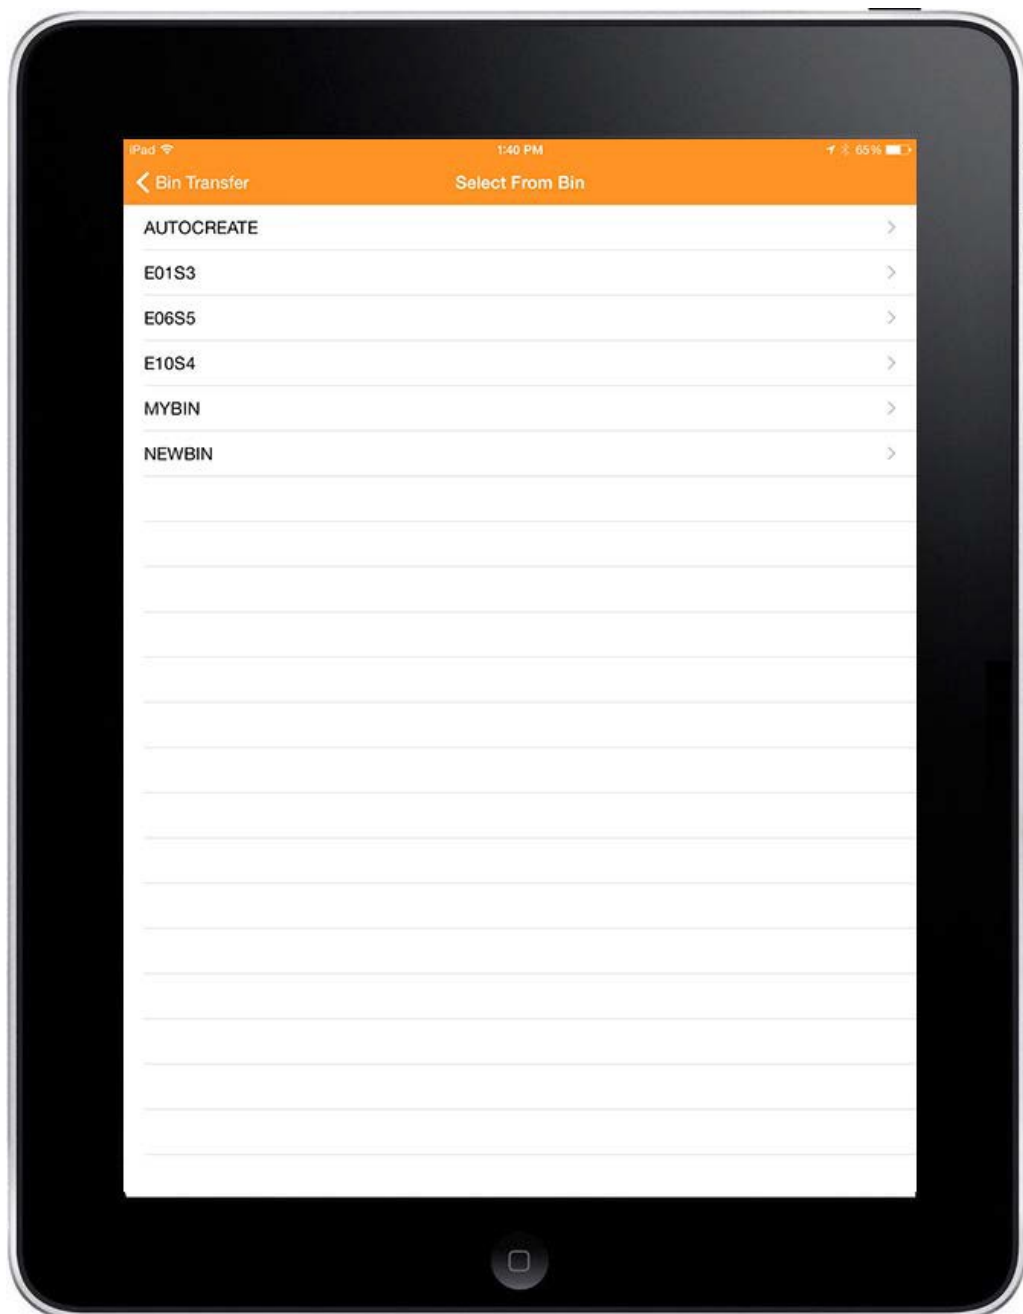 iPad 1:40 PM 65%
Bin Transfer Select From Bin
AUTOCREATE
E01S3
E06S5
E10S4
MYBIN
NEWBIN